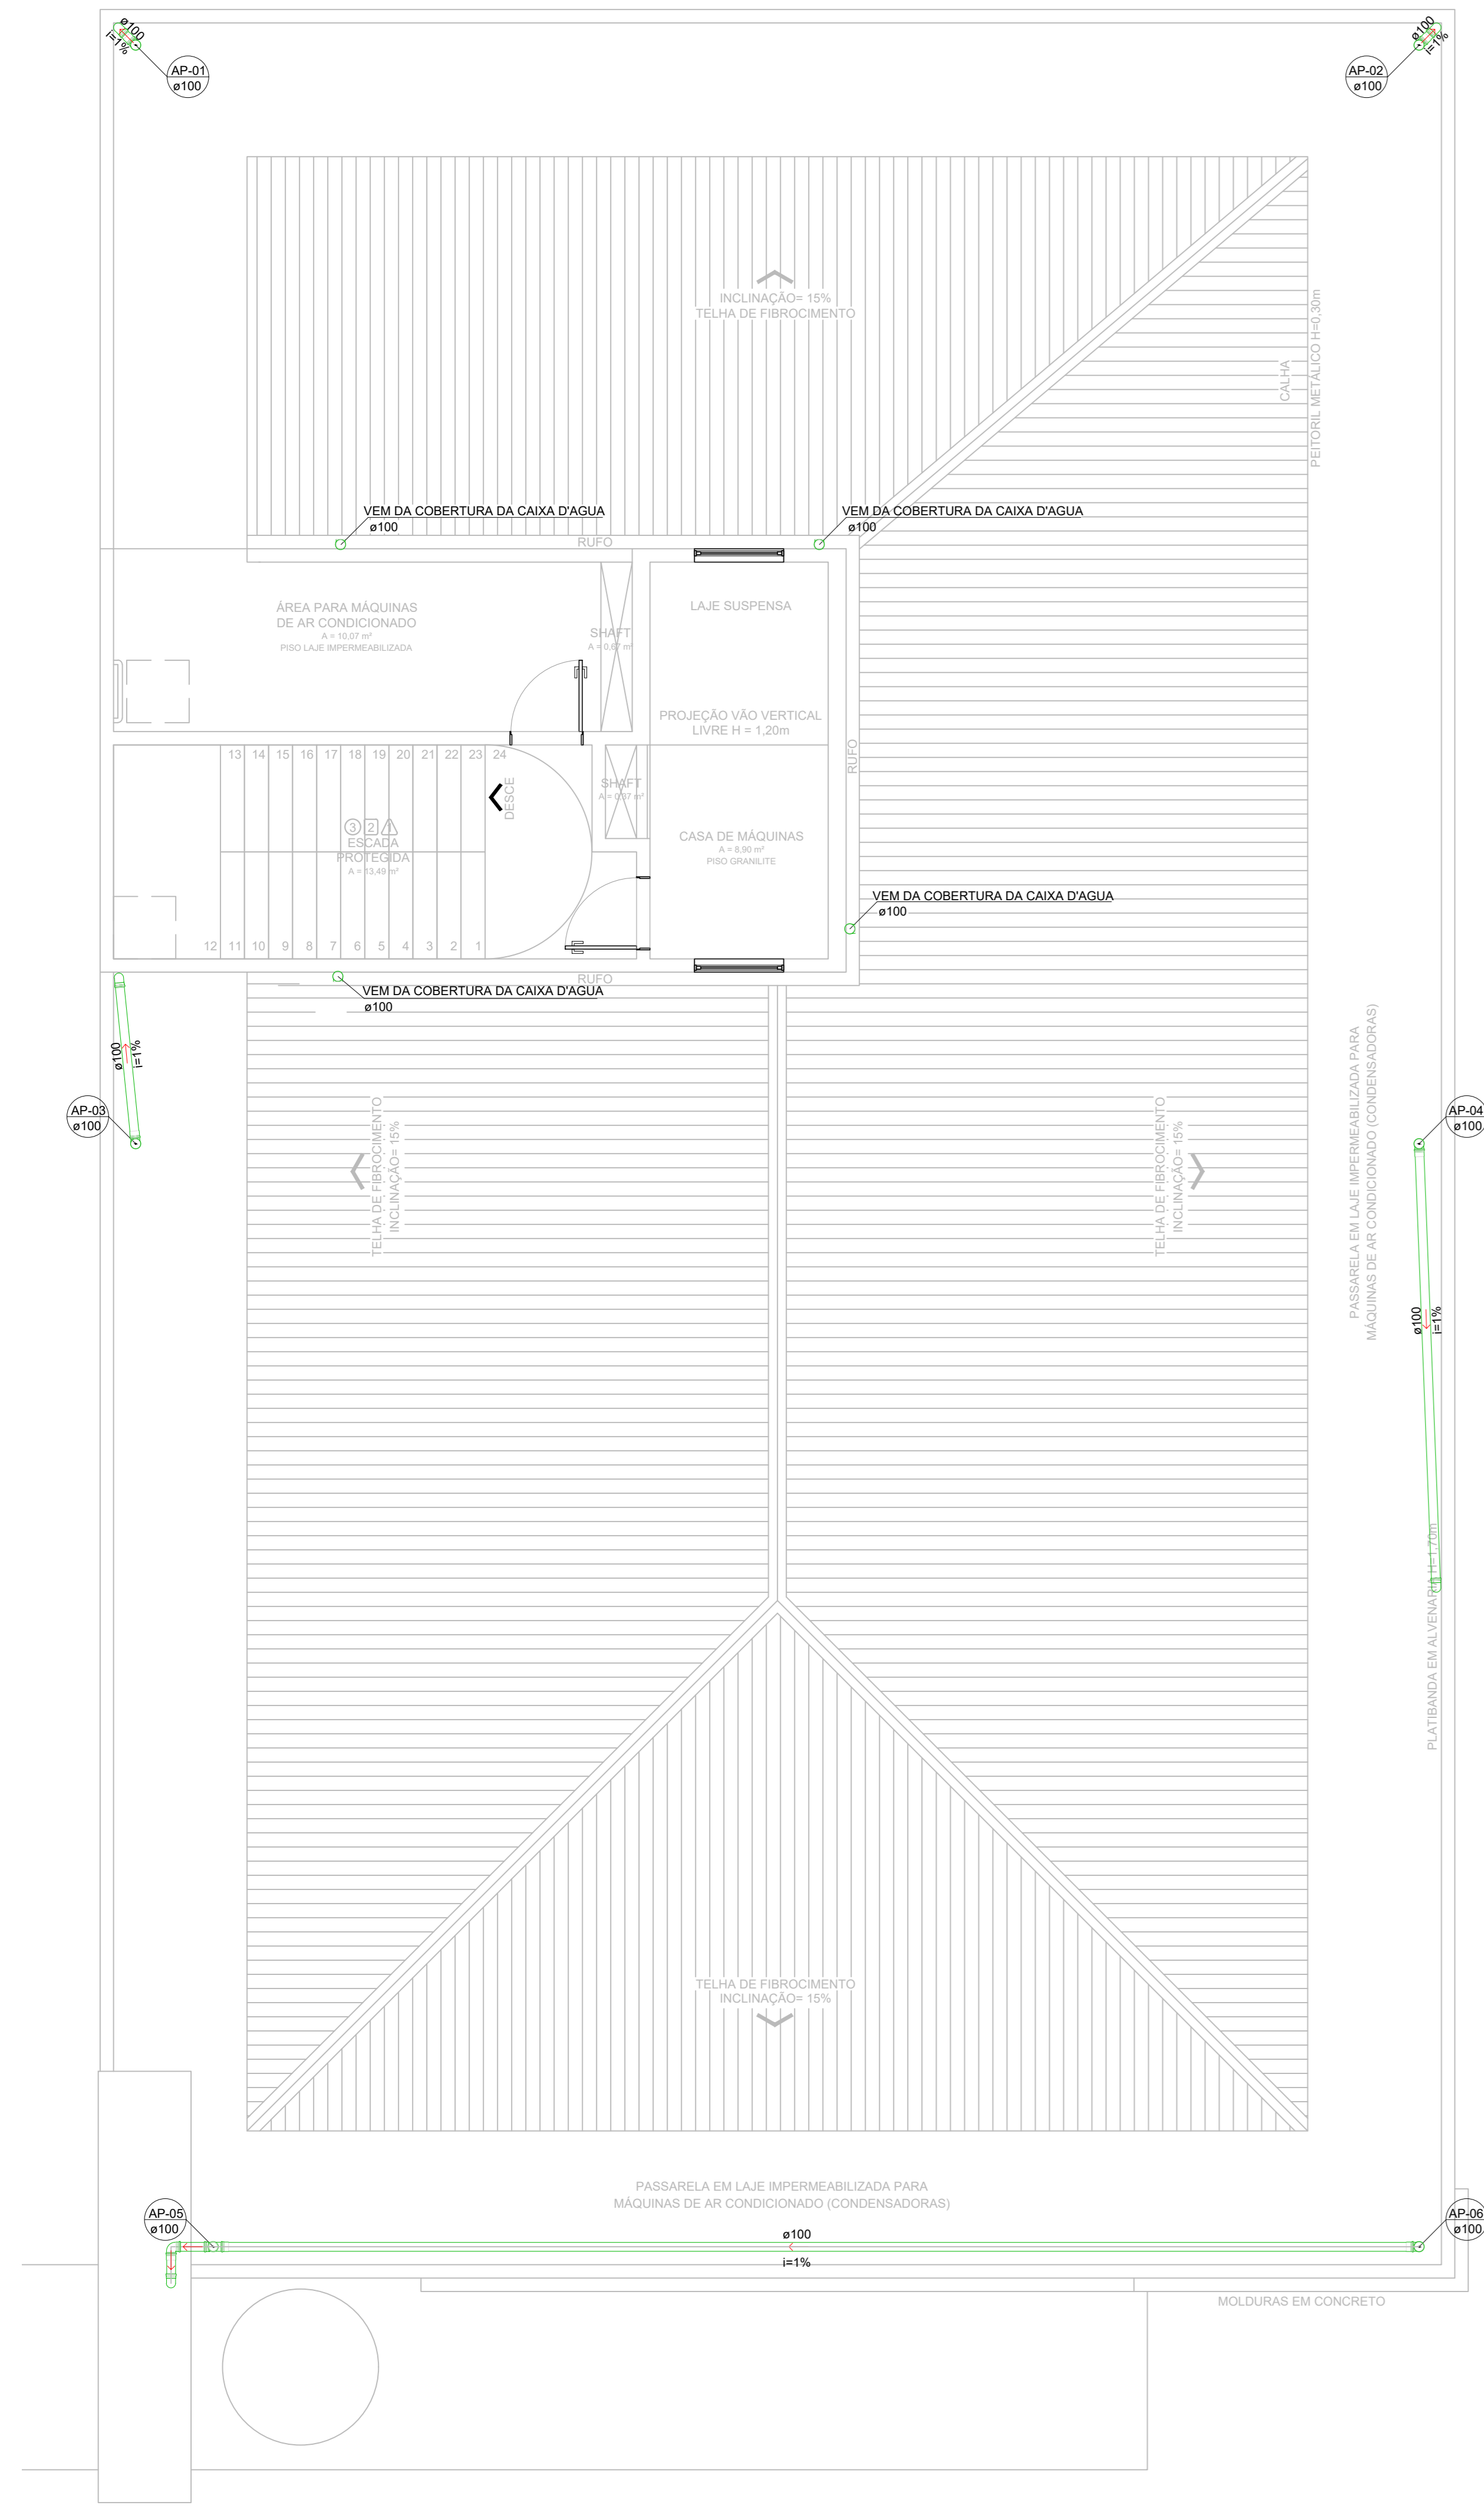 ø100
i=1%
AP-01
ø100
ø100
i=1%
AP-02
ø100
INCLINAÇÃO= 15%
TELHA DE FIBROCIMENTO
CALHA
PEITORIL METÁLICO H=0,30m
VEM DA COBERTURA DA CAIXA D'AGUA
ø100
VEM DA COBERTURA DA CAIXA D'AGUA
ø100
RUFO
ÁREA PARA MÁQUINAS
DE AR CONDICIONADO
A = 10,07 m²
PISO LAJE IMPERMEABILIZADA
SHAFT
A = 0,67 m²
LAJE SUSPENSA
PROJEÇÃO VÃO VERTICAL
LIVRE H = 1,20m
RUFO
13 14 15 16 17 18 19 20 21 22 23 24
DESCE
SHAFT
CASA DE MÁQUINAS
A = 8,90 m²
PISO GRANILITE
3 2 1
ESCADA
PROTEGIDA
A = 13,49 m²
12 11 10 9 8 7 6 5 4 3 2 1
VEM DA COBERTURA DA CAIXA D'AGUA
ø100
RUFO
VEM DA COBERTURA DA CAIXA D'AGUA
ø100
ø100
i=1%
AP-03
ø100
TELHA DE FIBROCIMENTO
INCLINAÇÃO= 15%
TELHA DE FIBROCIMENTO
INCLINAÇÃO= 15%
PASSARELA EM LAJE IMPERMEABILIZADA PARA
MÁQUINAS DE AR CONDICIONADO (CONDENSADORAS)
AP-04
ø100
ø100
i=1%
PLATIBANDA EM ALVENARIA H=1,70m
TELHA DE FIBROCIMENTO
INCLINAÇÃO= 15%
PASSARELA EM LAJE IMPERMEABILIZADA PARA
MÁQUINAS DE AR CONDICIONADO (CONDENSADORAS)
AP-05
ø100
ø100
i=1%
AP-06
ø100
MOLDURAS EM CONCRETO